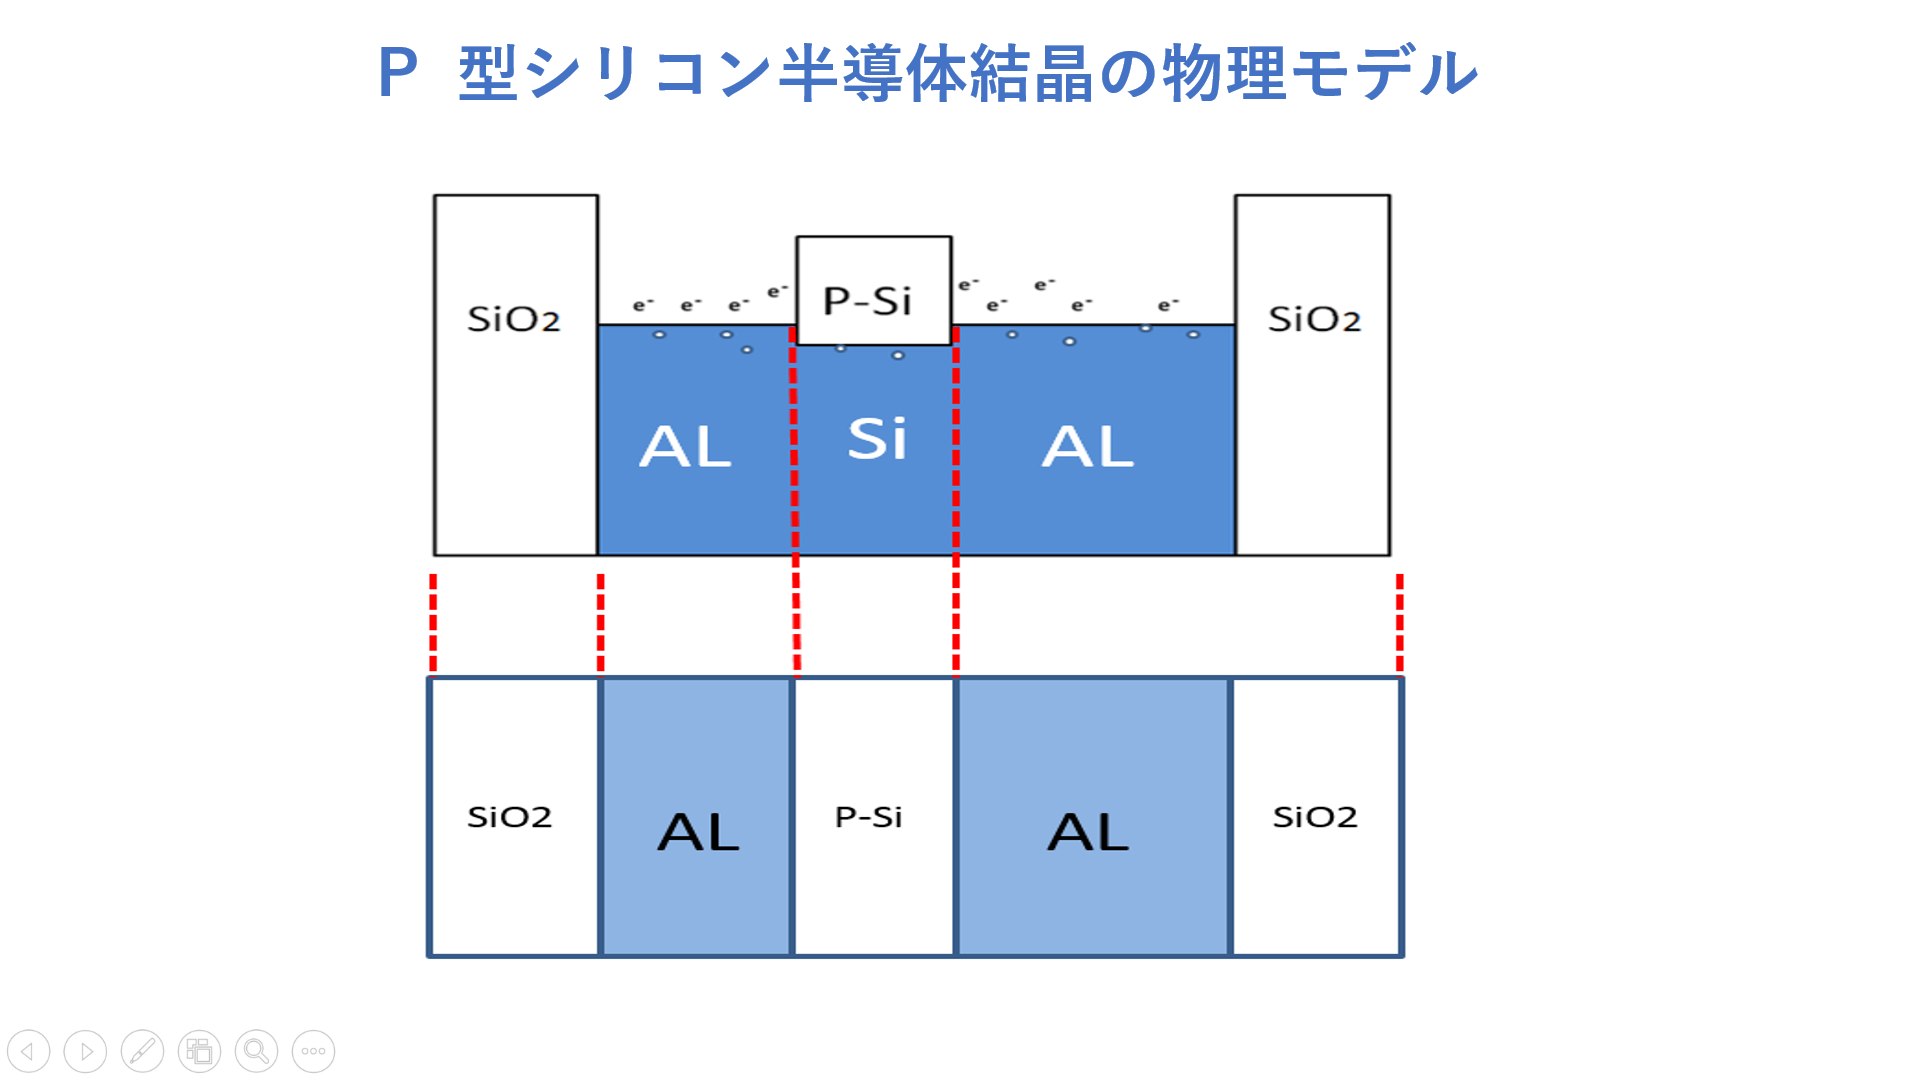 P 型シリコン半導体結晶の物理モデル
SiO2
e⁻ e⁻ e⁻ e⁻
P-Si
e⁻ e⁻ e⁻ e⁻ e⁻
SiO2
AL
Si
AL
SiO2
AL
P-Si
AL
SiO2